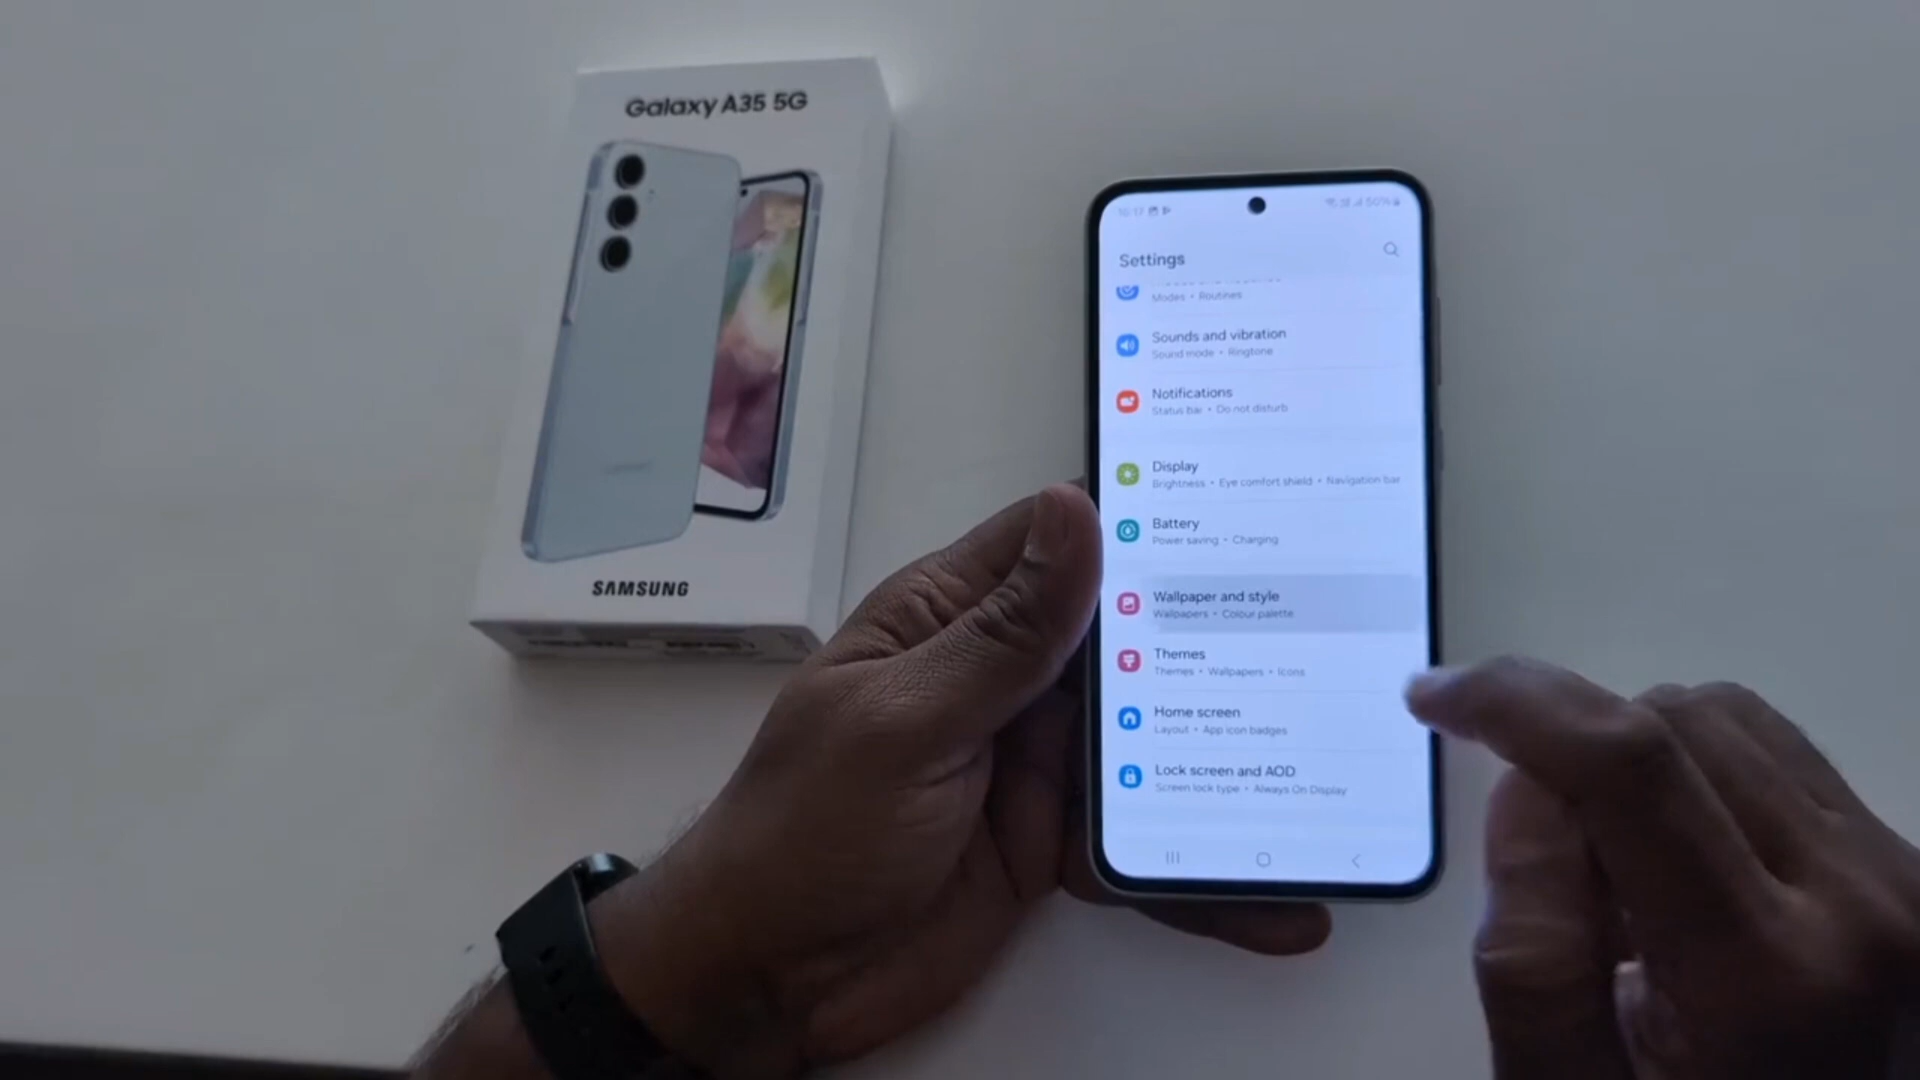 Galaxy A35 5G
SAMSUNG
50%
Settings
Modes • Routines
Sounds and vibration
Sound mode • Ringtone
Notifications
Status bar • Do not disturb
Display
Brightness • Eye comfort shield • Navigation bar
Battery
Power saving • Charging
Wallpaper and style
Wallpapers • Colour palette
Themes
Themes • Wallpapers • Icons
Home screen
Layout • App icon badges
Lock screen and AOD
Screen lock type • Always On Display